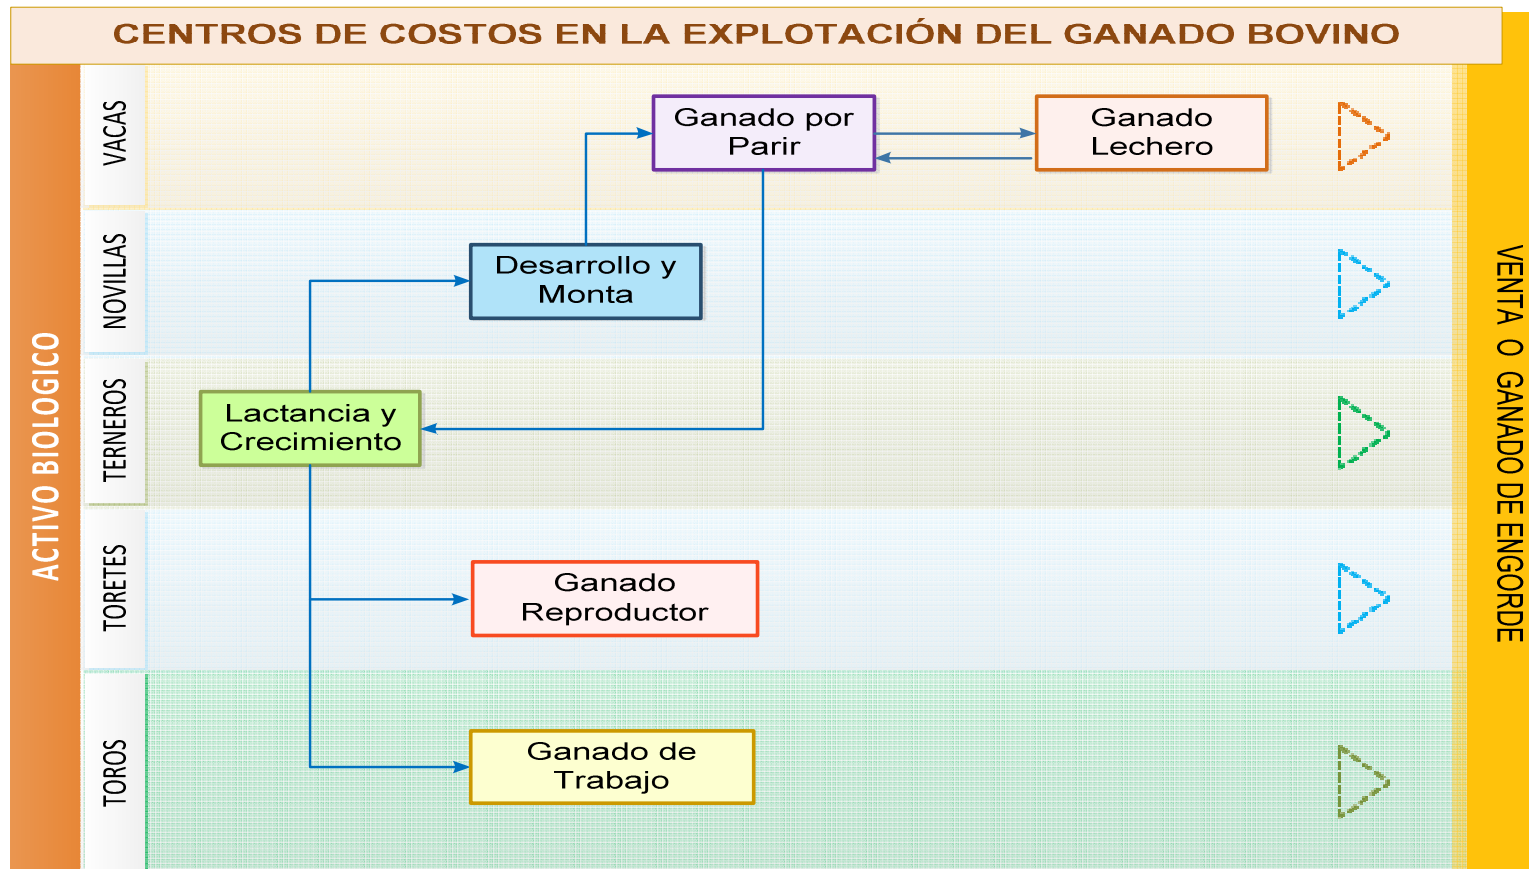 CENTROS DE COSTOS EN LA EXPLOTACIÓN DEL GANADO BOVINO
ACTIVO BIOLOGICO
VACAS
Ganado por
Parir
Ganado
Lechero
NOVILLAS
Desarrollo y
Monta
TERNEROS
Lactancia y
Crecimiento
TORETES
Ganado
Reproductor
TOROS
Ganado de
Trabajo
VENTA O GANADO DE ENGORDE